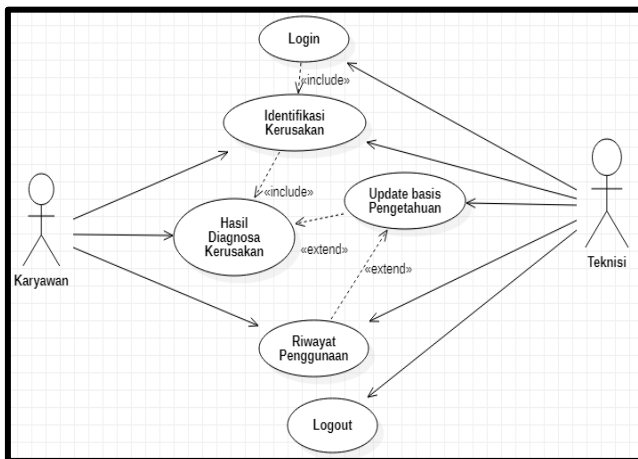 Login
«include»
Identifikasi
Kerusakan
«include»
Update basis
Pengetahuan
Hasil
Diagnosa
Kerusakan
«extend»
«extend»
Karyawan
Teknisi
Riwayat
Penggunaan
Logout